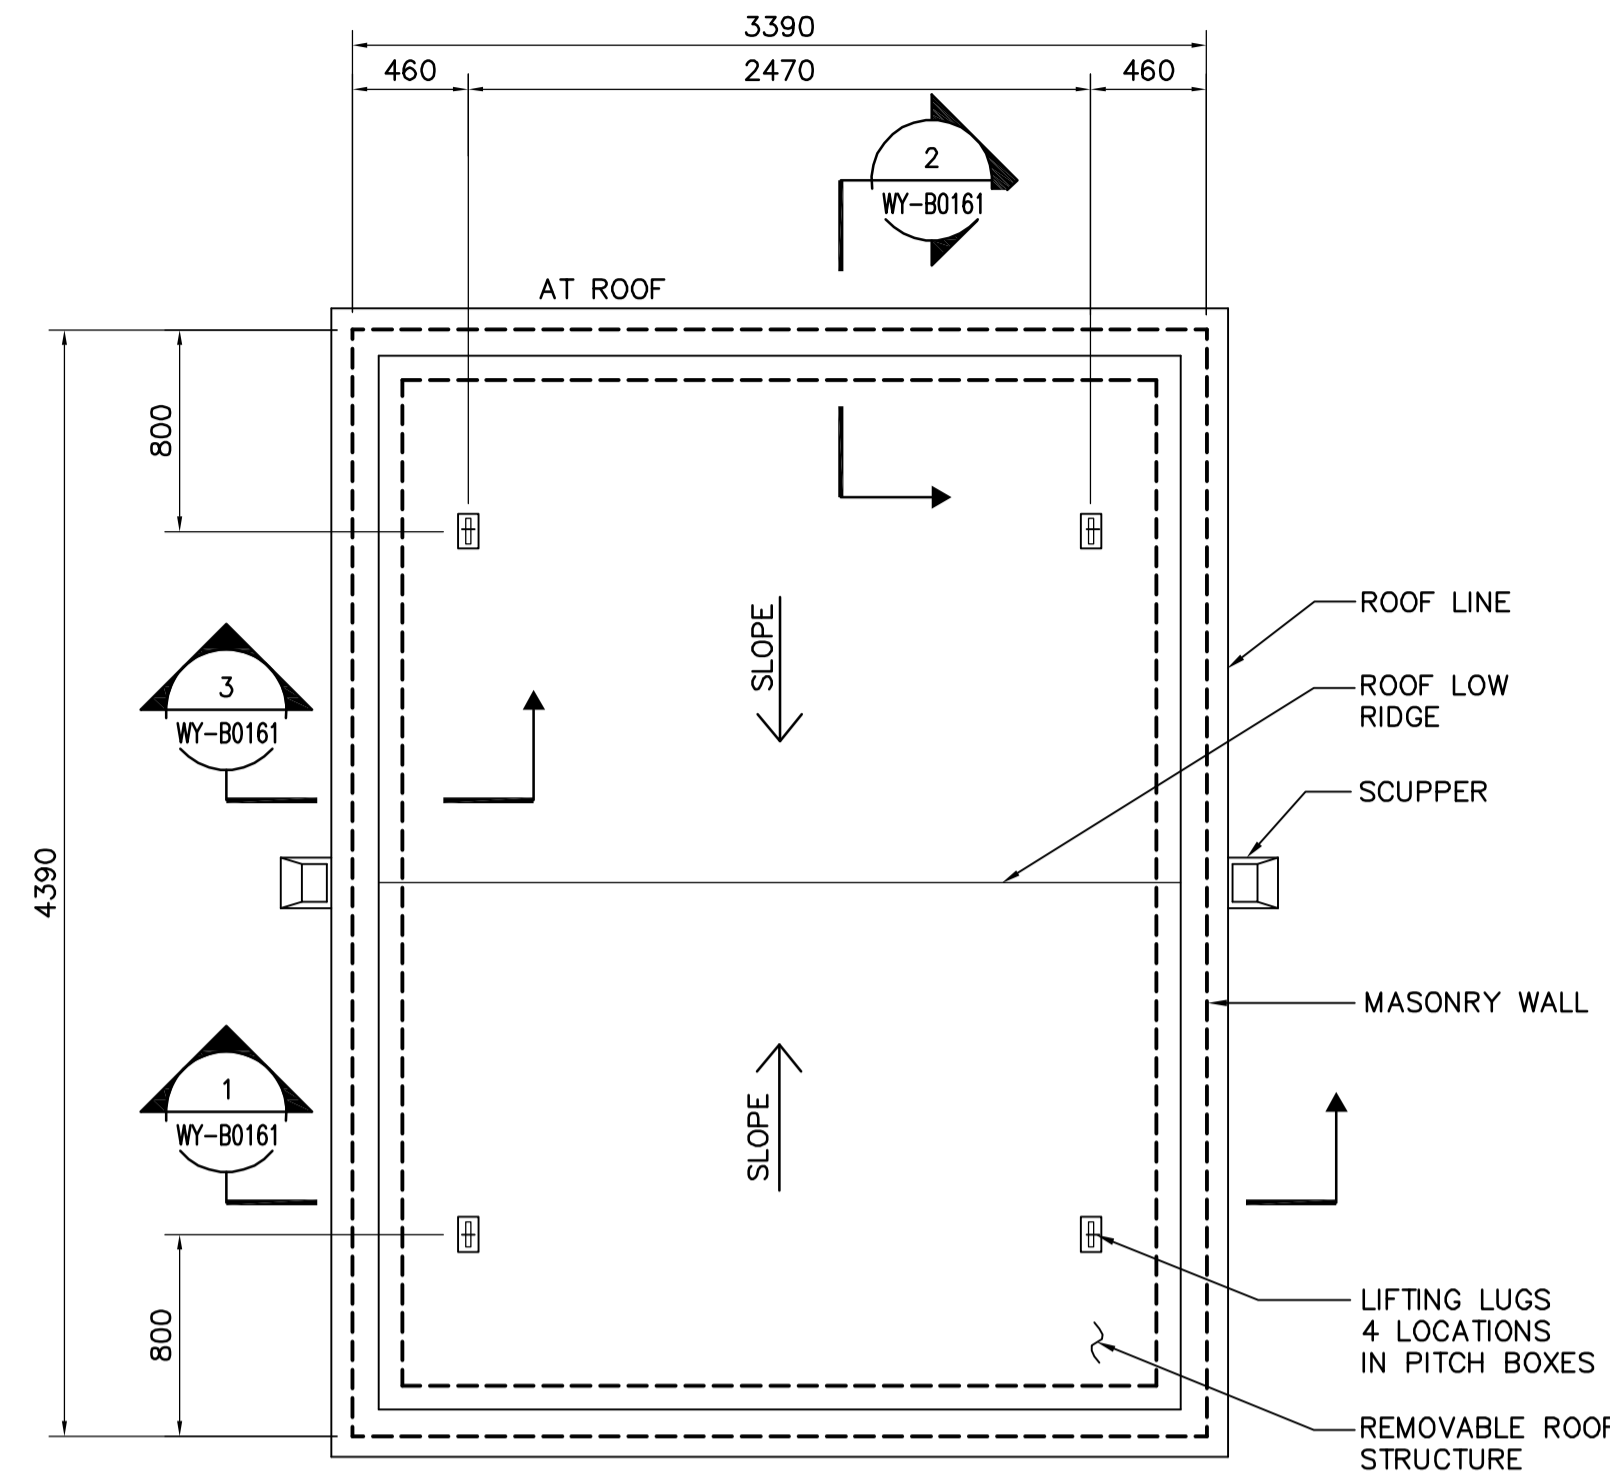 3390
460
2470
460
2
WY-B0161
AT ROOF
800
SLOPE
ROOF LINE
3
WY-B0161
ROOF LOW
RIDGE
SCUPPER
4390
MASONRY WALL
1
WY-B0161
SLOPE
800
LIFTING LUGS
4 LOCATIONS
IN PITCH BOXES
REMOVABLE ROOF
STRUCTURE